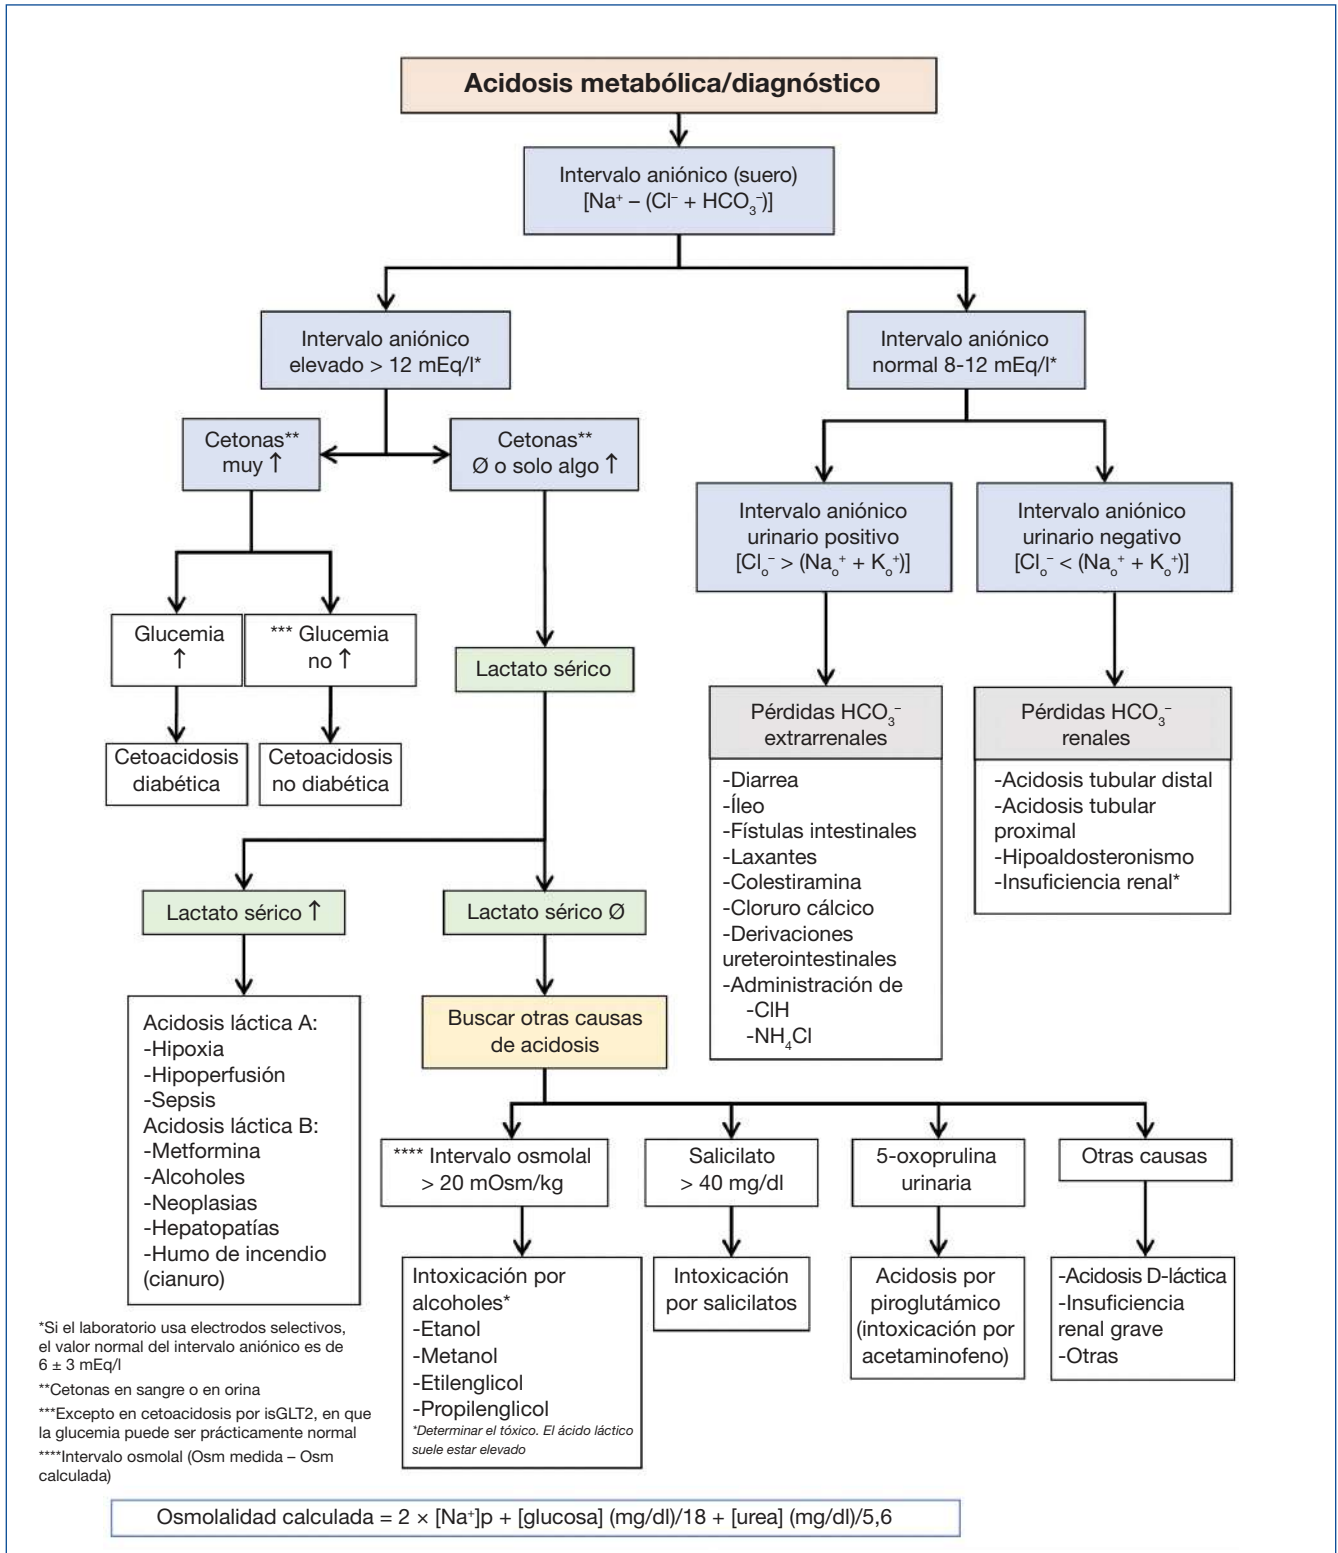 Acidosis metabólica/diagnóstico
Intervalo aniónico (suero)
[Na⁺ – (Cl⁻ + HCO₃⁻)]
Intervalo aniónico
elevado > 12 mEq/l*
Intervalo aniónico
normal 8-12 mEq/l*
Cetonas**
muy ↑
Cetonas**
Ø o solo algo ↑
Intervalo aniónico
urinario positivo
[Clₒ⁻ > (Naₒ⁺ + Kₒ⁺)]
Intervalo aniónico
urinario negativo
[Clₒ⁻ < (Naₒ⁺ + Kₒ⁺)]
Glucemia
↑
*** Glucemia
no ↑
Lactato sérico
Cetoacidosis
diabética
Cetoacidosis
no diabética
Pérdidas HCO₃⁻
extrarrenales
-Diarrea
-Íleo
-Fístulas intestinales
-Laxantes
-Colestiramina
-Cloruro cálcico
-Derivaciones
ureterointestinales
-Administración de
-ClH
-NH₄Cl
Pérdidas HCO₃⁻
renales
-Acidosis tubular distal
-Acidosis tubular
proximal
-Hipoaldosteronismo
-Insuficiencia renal*
Lactato sérico ↑
Lactato sérico Ø
Acidosis láctica A:
-Hipoxia
-Hipoperfusión
-Sepsis
Acidosis láctica B:
-Metformina
-Alcoholes
-Neoplasias
-Hepatopatías
-Humo de incendio
(cianuro)
Buscar otras causas
de acidosis
**** Intervalo osmolal
> 20 mOsm/kg
Salicilato
> 40 mg/dl
5-oxoprulina
urinaria
Otras causas
Intoxicación por
alcoholes*
-Etanol
-Metanol
-Etilenglicol
-Propilenglicol
*Determinar el tóxico. El ácido láctico
suele estar elevado
Intoxicación
por salicilatos
Acidosis por
piroglutámico
(intoxicación por
acetaminofeno)
-Acidosis D-láctica
-Insuficiencia
renal grave
-Otras
*Si el laboratorio usa electrodos selectivos,
el valor normal del intervalo aniónico es de
6 ± 3 mEq/l
**Cetonas en sangre o en orina
***Excepto en cetoacidosis por isGLT2, en que
la glucemia puede ser prácticamente normal
****Intervalo osmolal (Osm medida – Osm
calculada)
Osmolalidad calculada = 2 × [Na⁺]p + [glucosa] (mg/dl)/18 + [urea] (mg/dl)/5,6